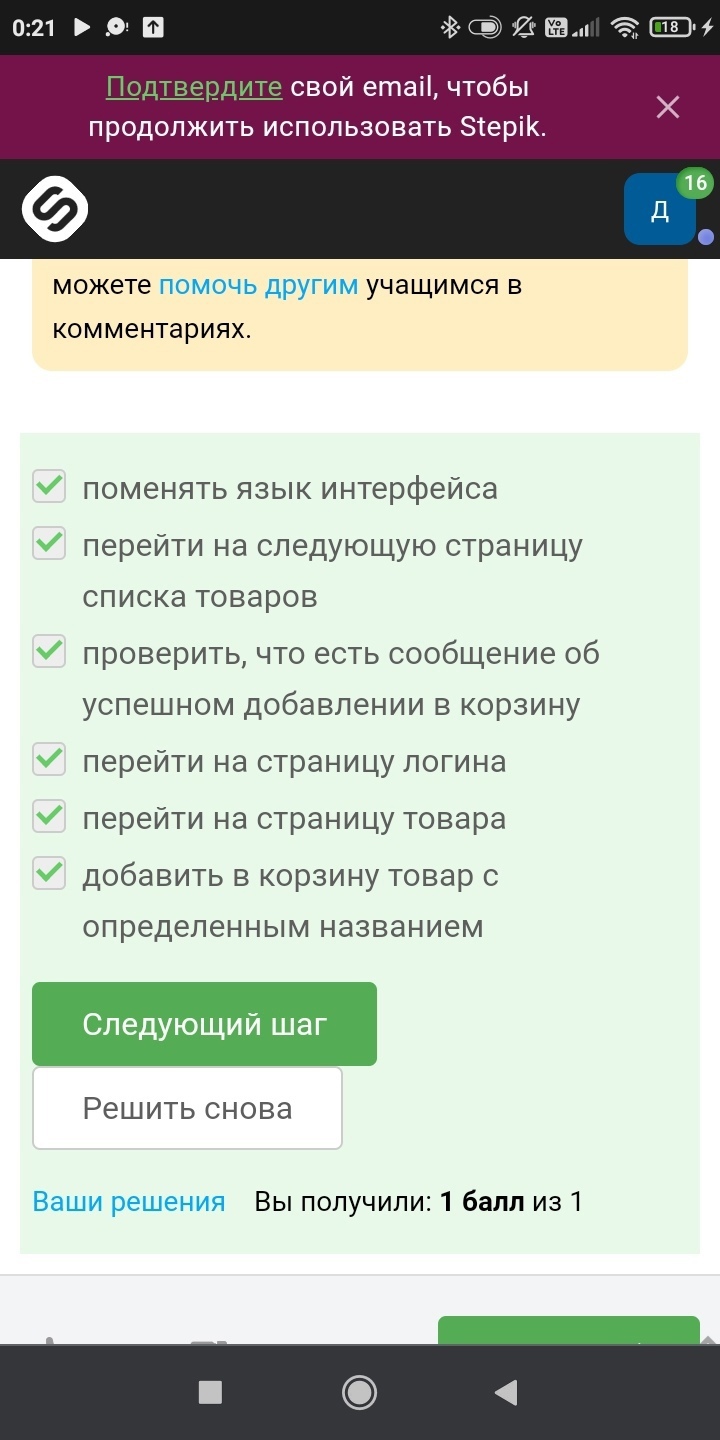 0:21
Vo LTE
18
Подтвердите свой email, чтобы
продолжить использовать Stepik.
Д
16
можете помочь другим учащимся в
комментариях.
поменять язык интерфейса
перейти на следующую страницу
списка товаров
проверить, что есть сообщение об
успешном добавлении в корзину
перейти на страницу логина
перейти на страницу товара
добавить в корзину товар с
определенным названием
Следующий шаг
Решить снова
Ваши решения Вы получили: 1 балл из 1